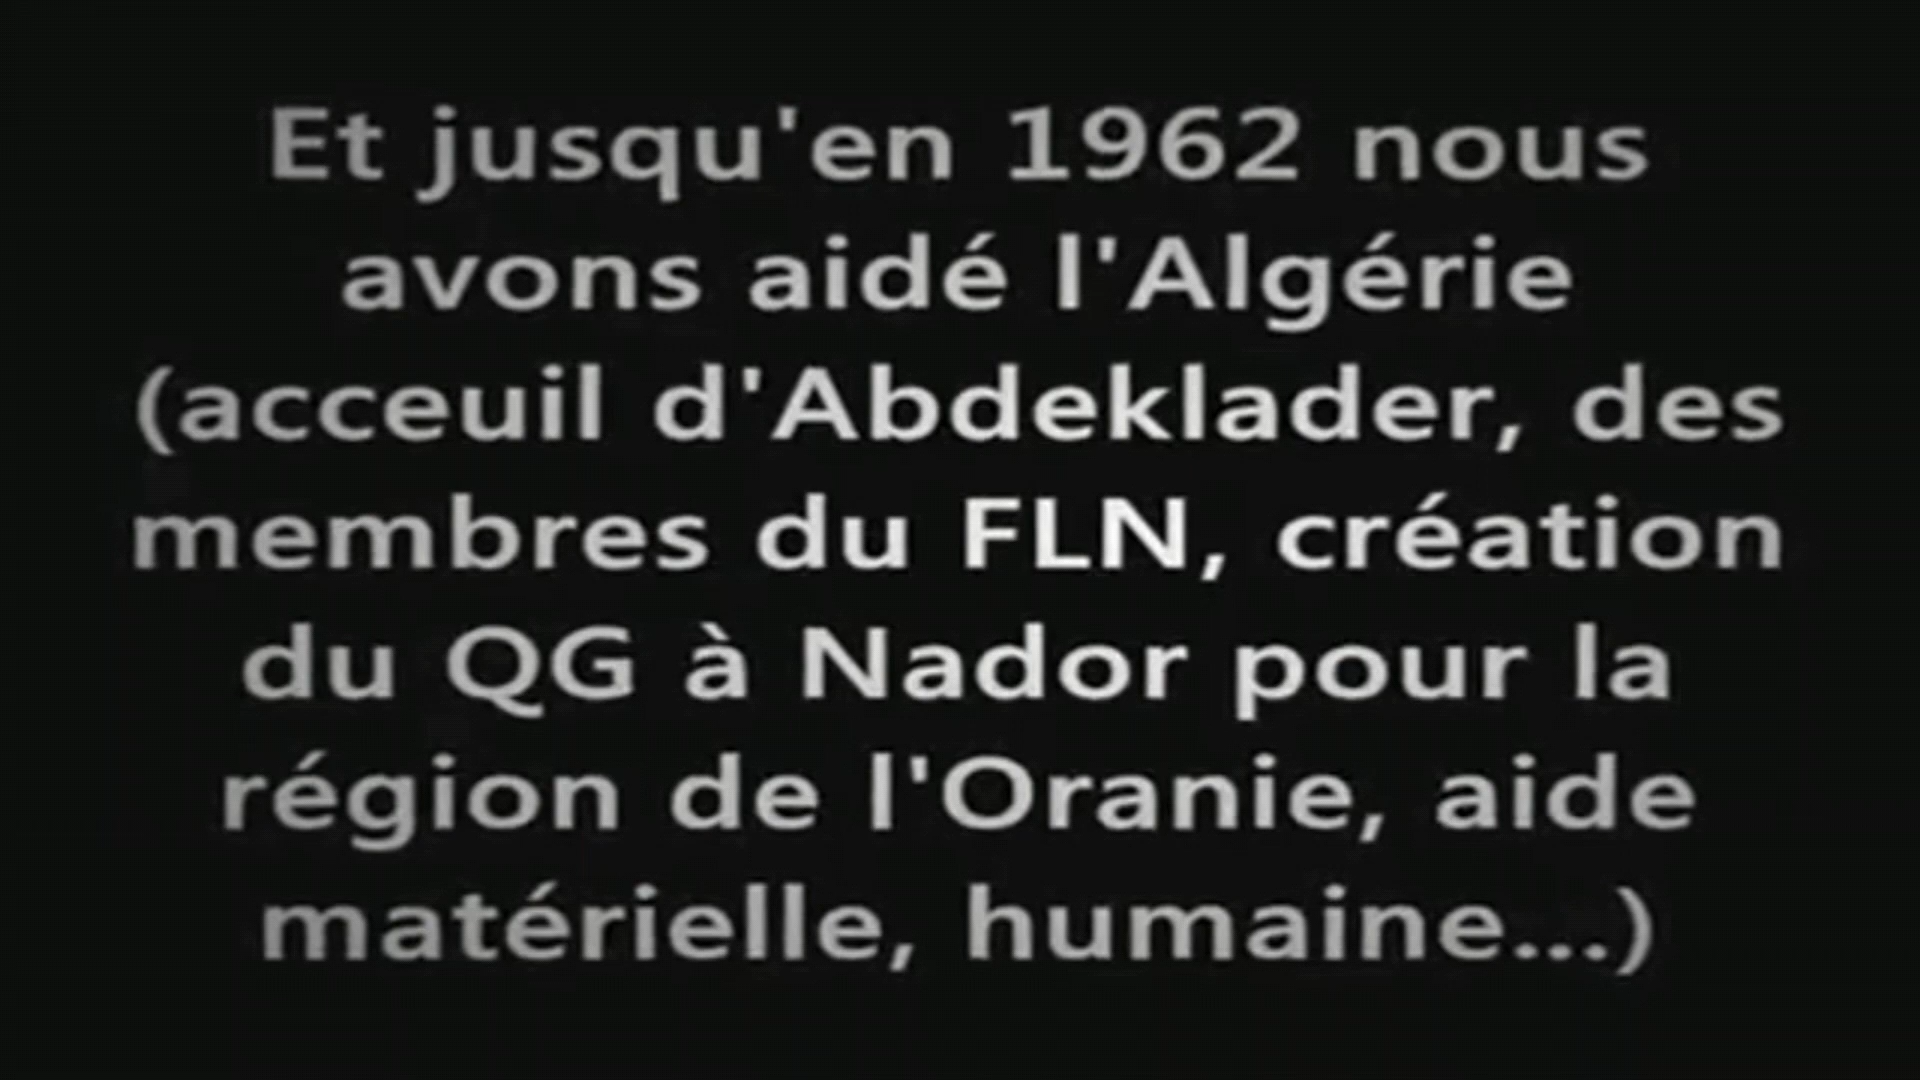 Et jusqu'en 1962 nous
avons aidé l'Algérie
(acceuil d'Abdeklader, des
membres du FLN, création
du QG à Nador pour la
région de l'Oranie, aide
matérielle, humaine...)